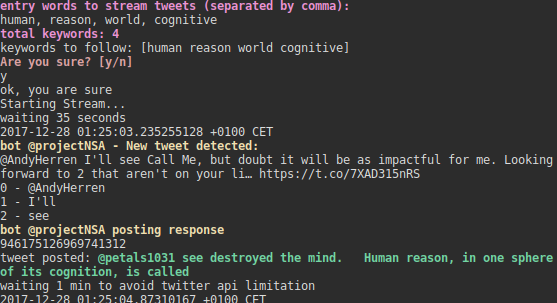 entry words to stream tweets (separated by comma):
human, reason, world, cognitive
total keywords: 4
keywords to follow: [human reason world cognitive]
Are you sure? [y/n]
y
ok, you are sure
Starting Stream...
waiting 35 seconds
2017-12-28 01:25:03.235255128 +0100 CET
bot @projectNSA - New tweet detected:
@AndyHerren I'll see Call Me, but doubt it will be as impactful for me. Looking
forward to 2 that aren't on your li… https://t.co/7XAD315nRS
0 - @AndyHerren
1 - I'll
2 - see
bot @projectNSA posting response
946175126969741312
tweet posted: @petals1031 see destroyed the mind.   Human reason, in one sphere
of its cognition, is called
waiting 1 min to avoid twitter api limitation
2017-12-28 01:25:04.87310167 +0100 CET